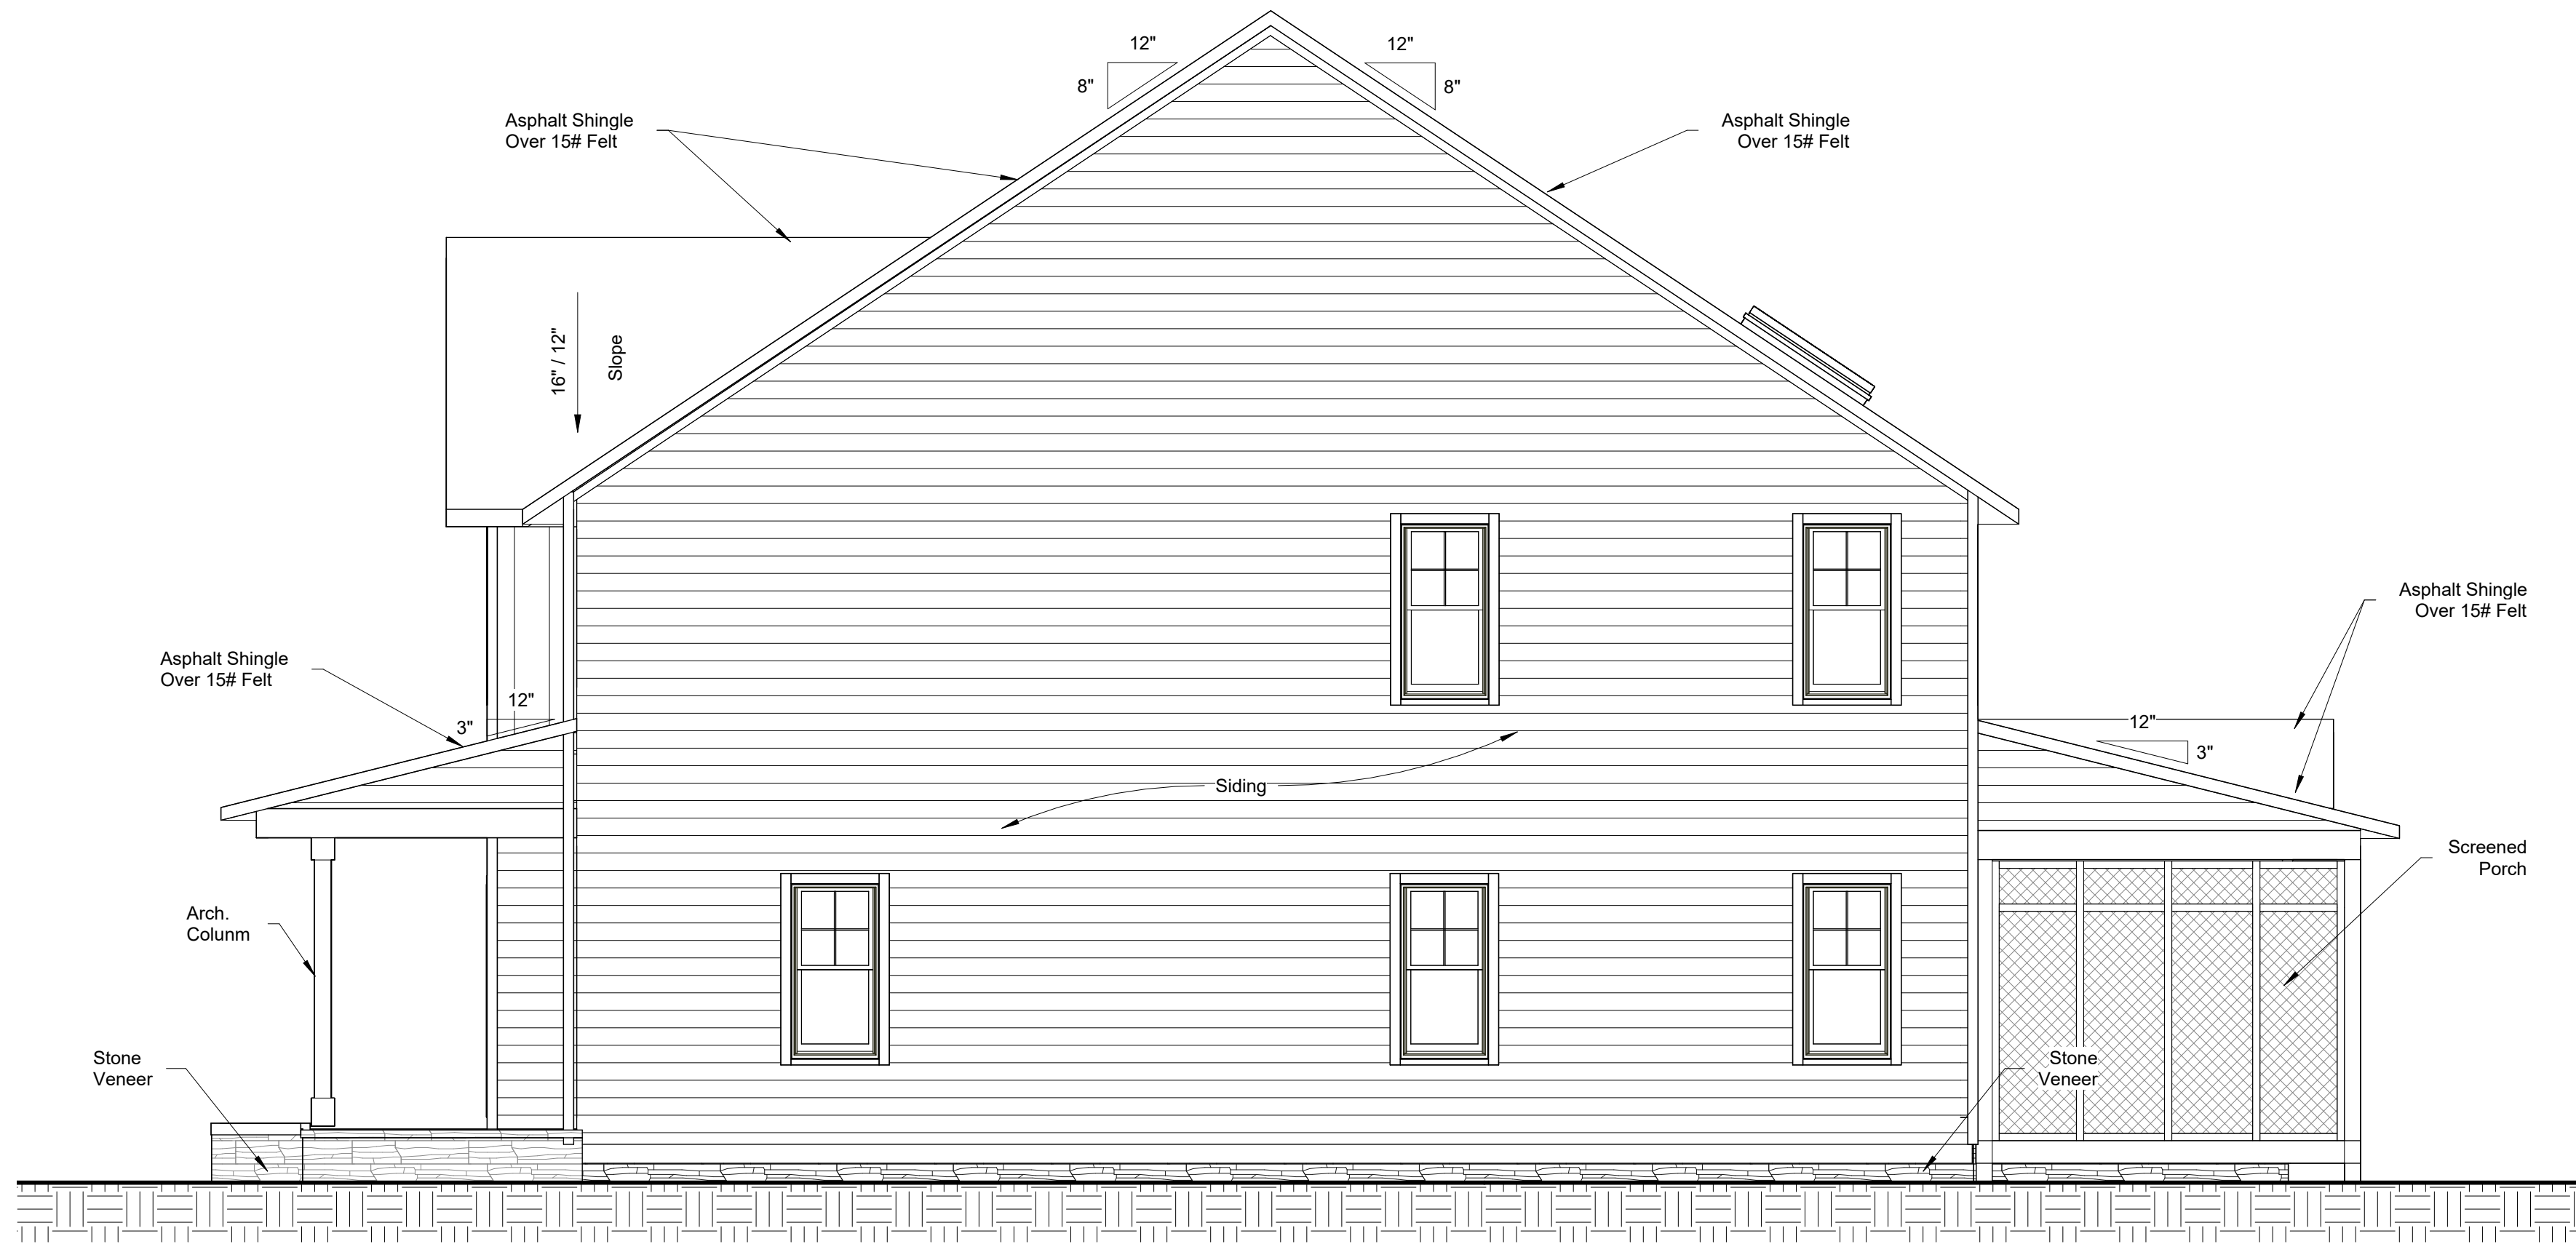 12"
12"
8"
8"
Asphalt Shingle
Over 15# Felt
Asphalt Shingle
Over 15# Felt
16" / 12"
Slope
Asphalt Shingle
Over 15# Felt
Asphalt Shingle
Over 15# Felt
12"
3"
12"
3"
Siding
Screened
Porch
Arch.
Colunm
Stone
Veneer
Stone
Veneer